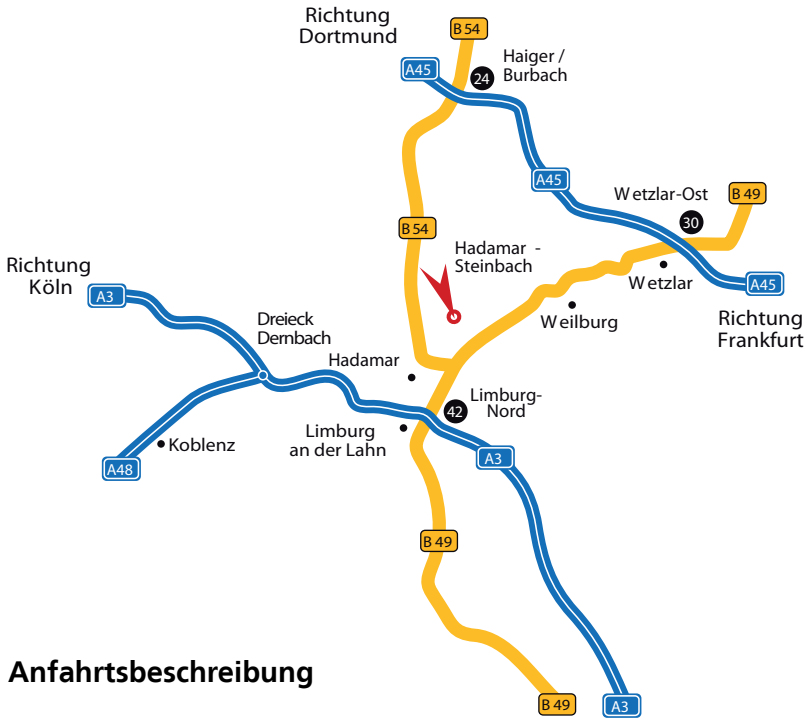 Richtung
Dortmund
B 54
Haiger /
Burbach
A45
24
A45
Wetzlar-Ost
B 49
30
B 54
Hadamar -
Steinbach
Richtung
Köln
A3
Wetzlar
A45
Weilburg
Richtung
Frankfurt
Dreieck
Dernbach
Hadamar
Limburg-
Nord
42
Limburg
an der Lahn
Koblenz
A48
A3
B 49
Anfahrtsbeschreibung
B 49
A3